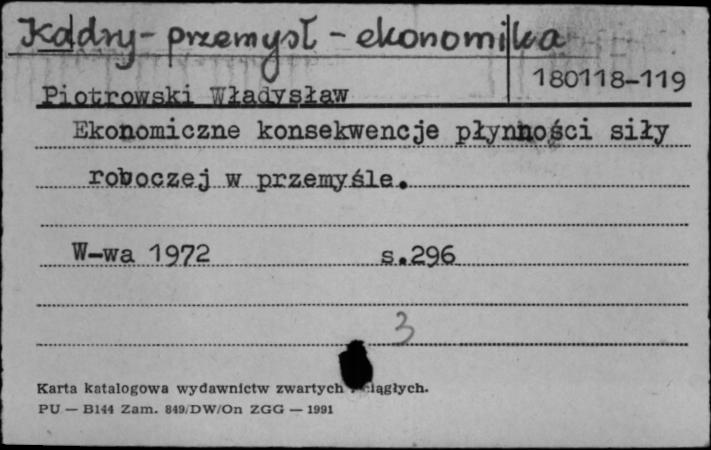 Kadry - przemysł - ekonomika
180118-119
Piotrowski Władysław
Ekonomiczne konsekwencje płynności siły
roboczej w przemyśle.
W-wa 1972 s.296
3
Karta katalogowa wydawnictw zwartych ciągłych.
PU — B144 Zam. 849/DW/On ZGG — 1991